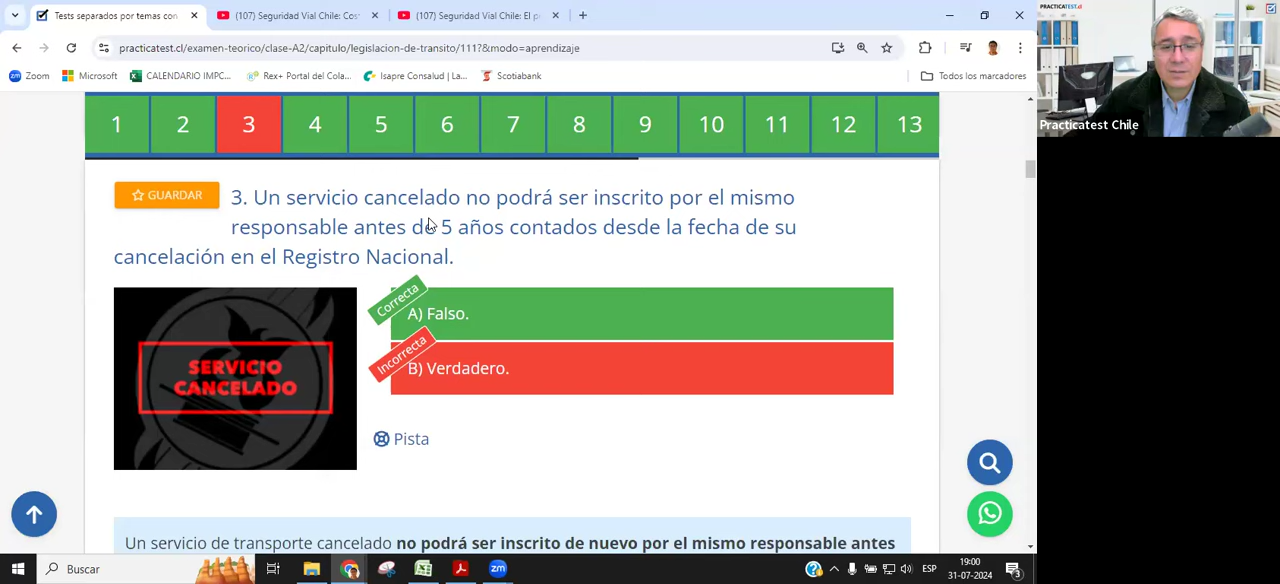 Tests separados por temas con
(107) Seguridad Vial Chile:
(107) Seguridad Vial Chile: El p
practicatest.cl/examen-teorico/clase-A2/capitulo/legislacion-de-transito/111?&modo=aprendizaje
Zoom
Microsoft
CALENDARIO IMPC...
Rex+ Portal del Col...
Isapre Consalud | La...
Scotiabank
Todos los marcadores
1 2 3 4 5 6 7 8 9 10 11 12 13
GUARDAR
3. Un servicio cancelado no podrá ser inscrito por el mismo
responsable antes de 5 años contados desde la fecha de su
cancelación en el Registro Nacional.
SERVICIO
CANCELADO
Correcta
A) Falso.
Incorrecta
B) Verdadero.
Pista
Un servicio de transporte cancelado no podrá ser inscrito de nuevo por el mismo responsable antes
PRACTICATEST.cl
Practicatest Chile
Buscar
zm
ESP
19:00
31-07-2024
3